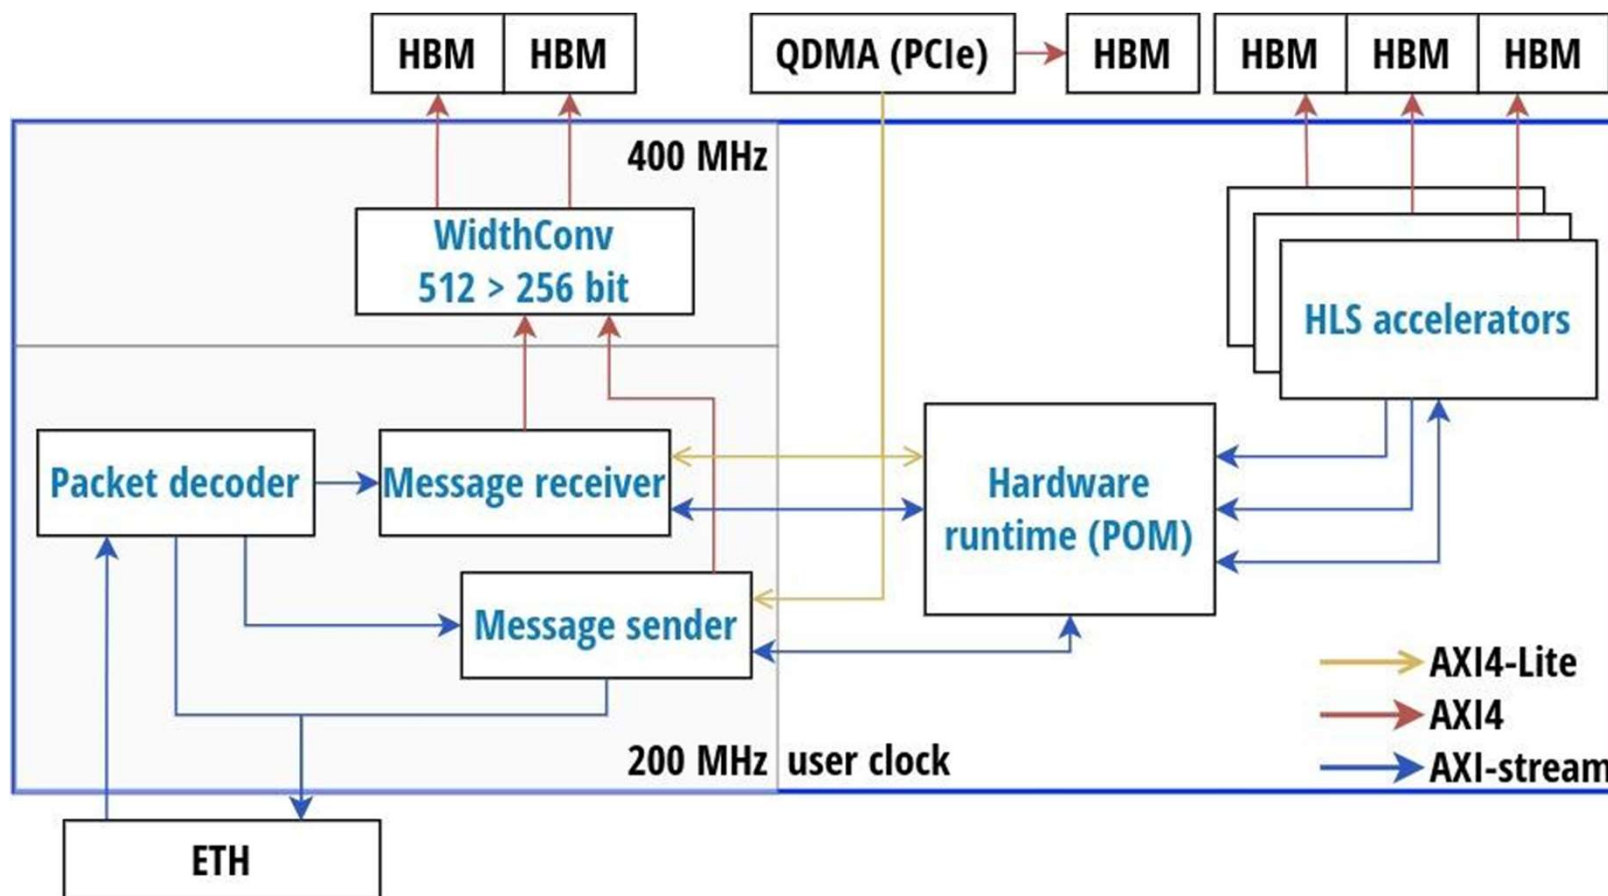 HBM
HBM
QDMA (PCIe)
HBM
HBM
HBM
HBM
400 MHz
WidthConv
512 > 256 bit
HLS accelerators
Packet decoder
Message receiver
Hardware
runtime (POM)
Message sender
AXI4-Lite
AXI4
AXI-stream
200 MHz
user clock
ETH